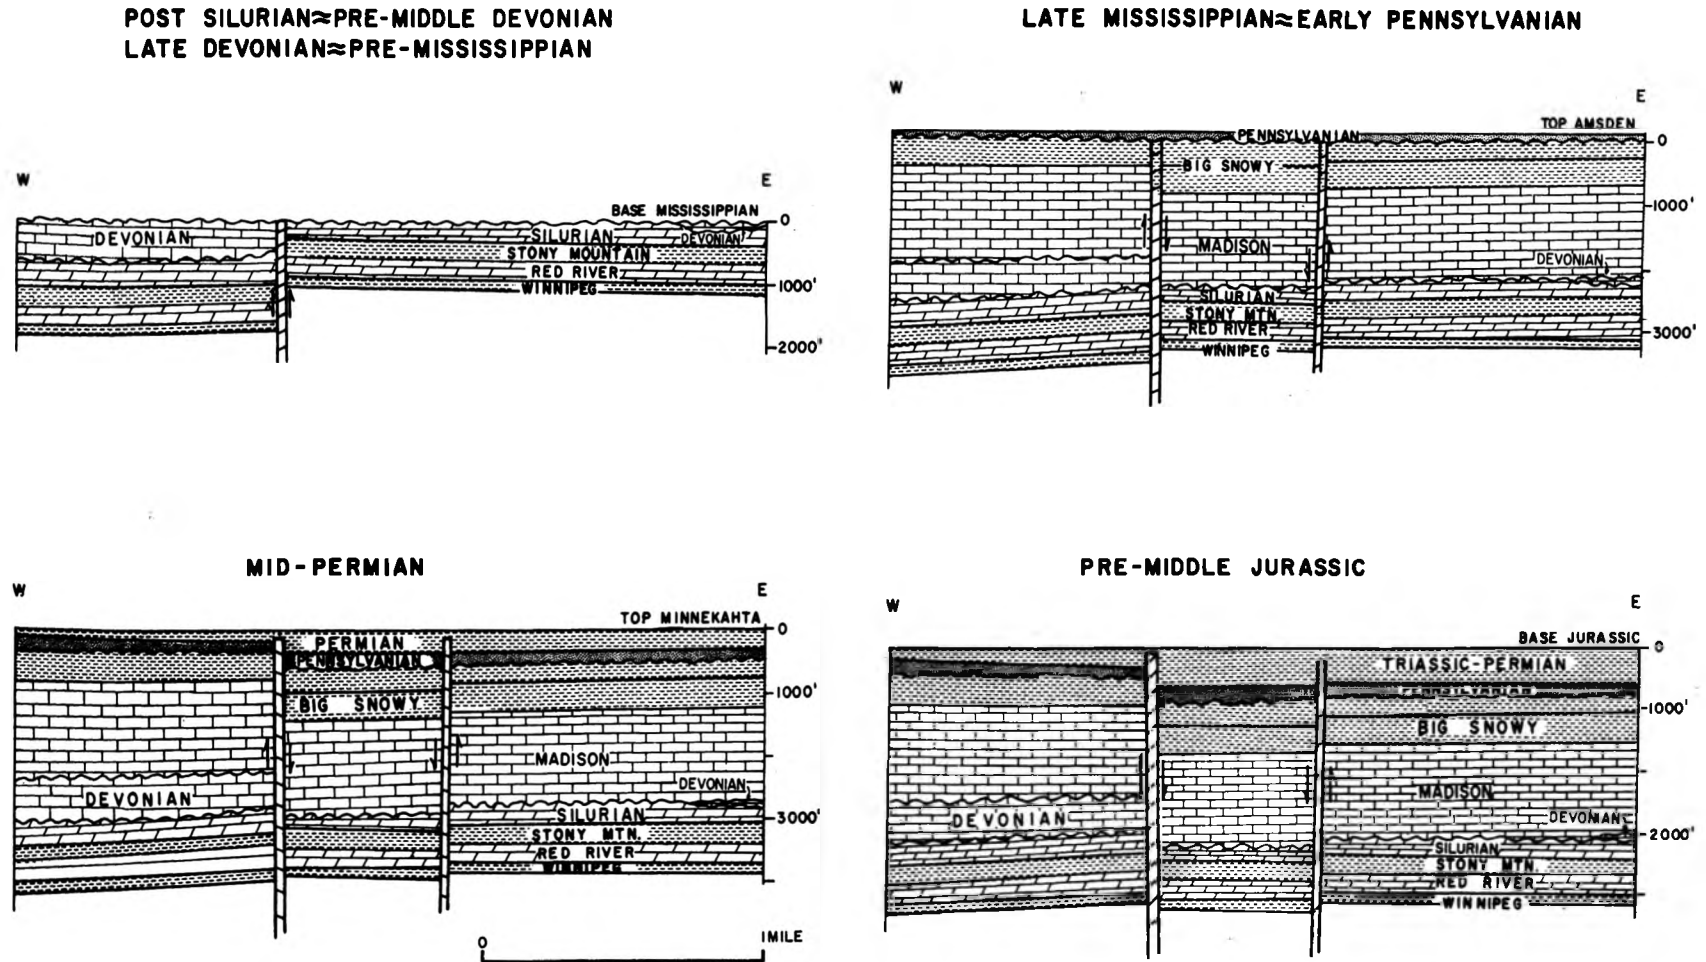 POST SILURIAN≈PRE-MIDDLE DEVONIAN
LATE DEVONIAN≈PRE-MISSISSIPPIAN
W
E
BASE MISSISSIPPIAN
0
DEVONIAN
SILURIAN
DEVONIAN
STONY MOUNTAIN
RED RIVER
WINNIPEG
1000'
2000'
LATE MISSISSIPPIAN≈EARLY PENNSYLVANIAN
W
E
TOP AMSDEN
PENNSYLVANIAN
0
BIG SNOWY
1000'
MADISON
DEVONIAN
SILURIAN
STONY MTN.
RED RIVER
3000'
WINNIPEG
MID-PERMIAN
W
E
TOP MINNEKAHTA
0
PERMIAN
PENNSYLVANIAN
1000'
BIG SNOWY
MADISON
DEVONIAN
DEVONIAN
SILURIAN
3000'
STONY MTN.
RED RIVER
WINNIPEG
0
1 MILE
PRE-MIDDLE JURASSIC
W
E
BASE JURASSIC
0
TRIASSIC-PERMIAN
PENNSYLVANIAN
1000'
BIG SNOWY
MADISON
DEVONIAN
DEVONIAN
2000'
SILURIAN
STONY MTN.
RED RIVER
WINNIPEG